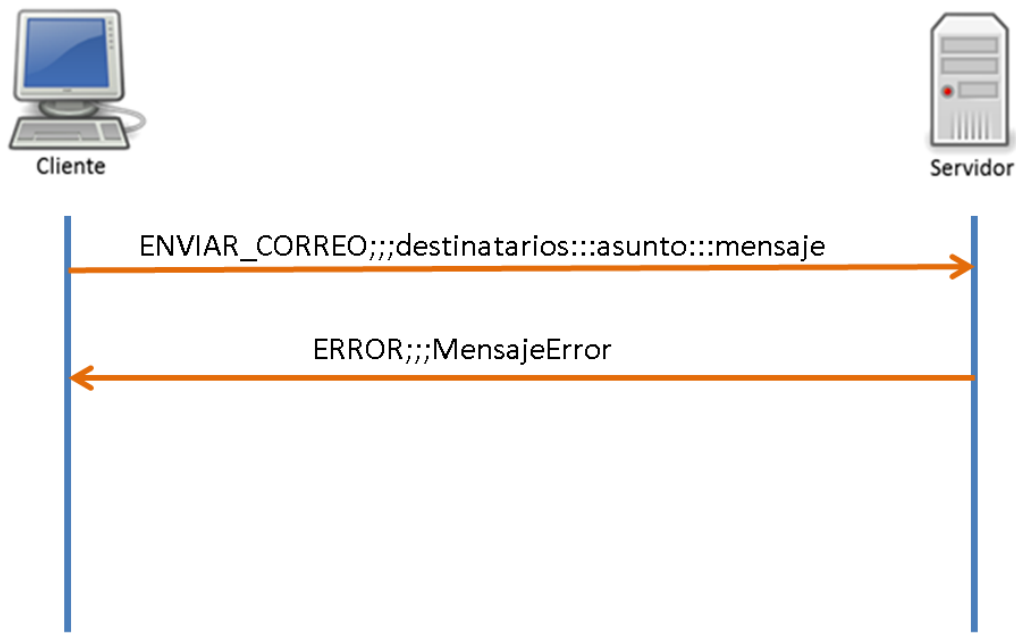 Cliente
Servidor
ENVIAR_CORREO;;;destinatarios:::asunto:::mensaje
ERROR;;;MensajeError